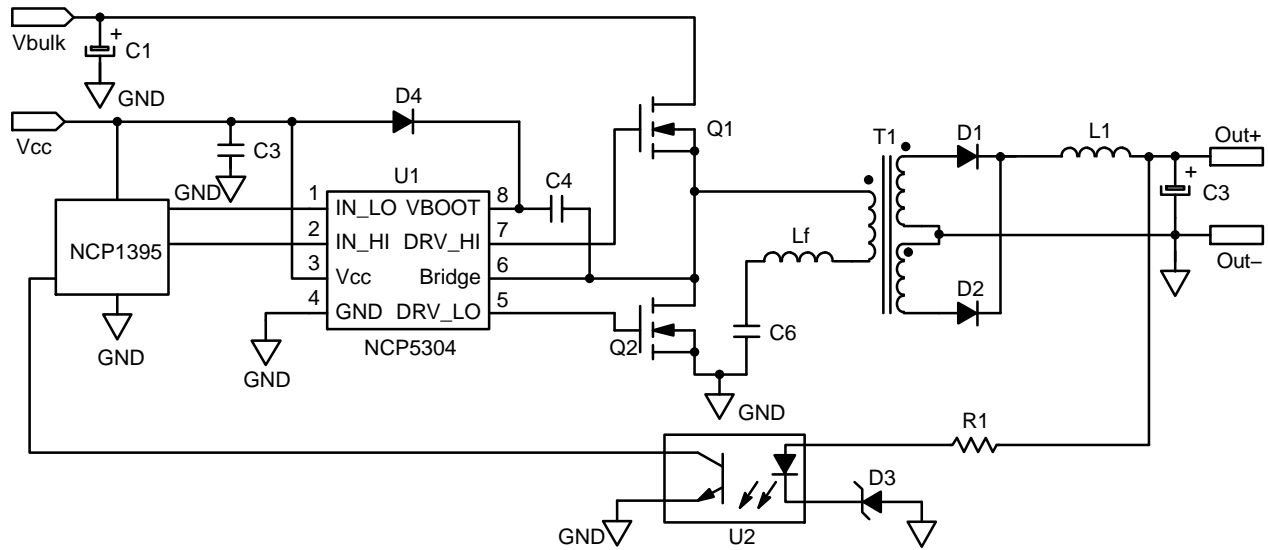 Vbulk
+
C1
GND
Vcc
D4
C3
GND
U1
C4
Q1
T1
D1
L1
Out+
+
C3
NCP1395
1 IN_LO VBOOT 8
2 IN_HI DRV_HI 7
3 Vcc Bridge 6
4 GND DRV_LO 5
NCP5304
GND
GND
Q2
Lf
C6
GND
D2
Out–
R1
D3
GND
U2